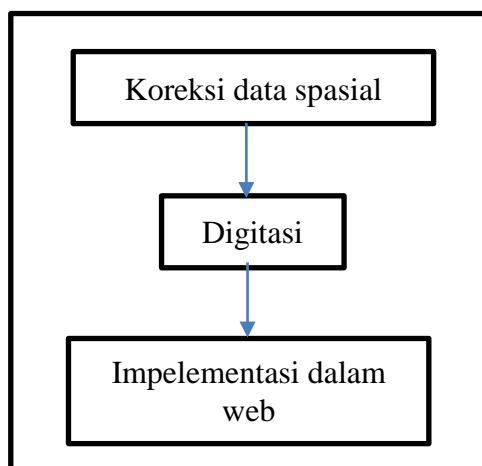 Koreksi data spasial
Digitasi
Impelementasi dalam
web